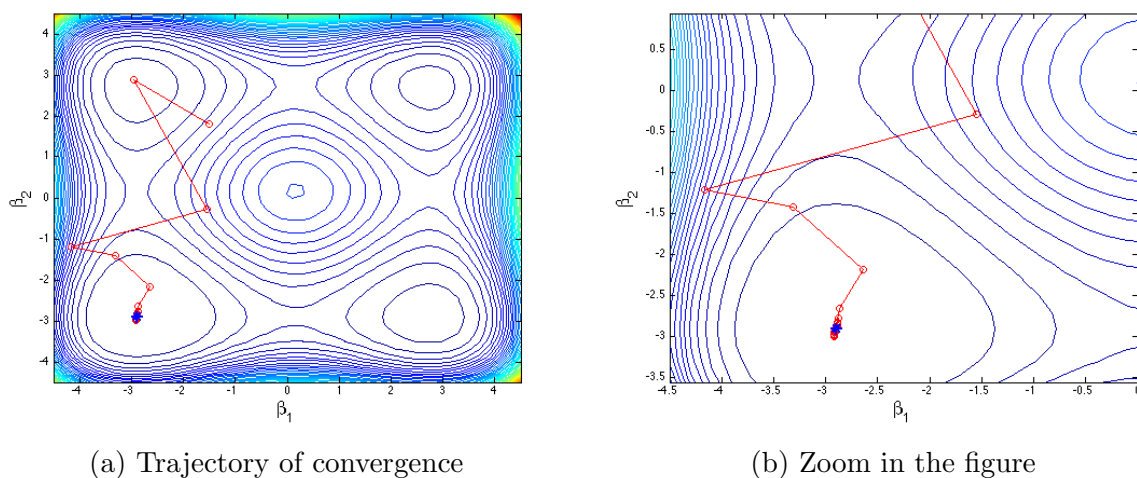 4
3
2
1
0
-1
-2
-3
-4
β2
-4 -3 -2 -1 0 1 2 3 4
β1
0.5
0
-0.5
-1
-1.5
-2
-2.5
-3
-3.5
β2
-4.5 -4 -3.5 -3 -2.5 -2 -1.5 -1 -0.5 0
β1
(a) Trajectory of convergence
(b) Zoom in the figure